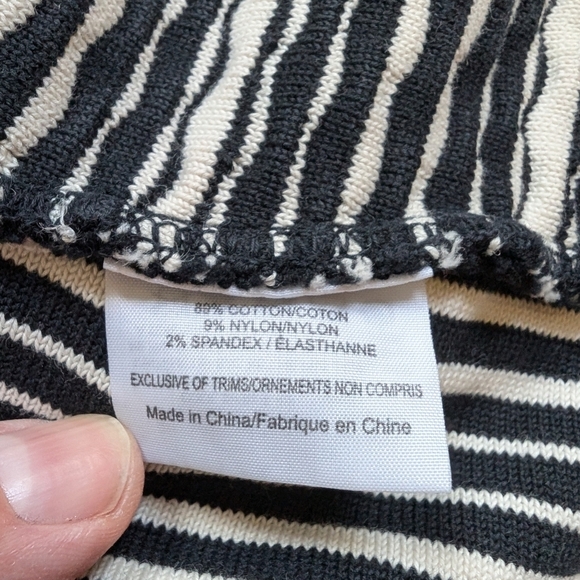 89% COTTON/COTON
9% NYLON/NYLON
2% SPANDEX / ÉLASTHANNE
EXCLUSIVE OF TRIMS/ORNEMENTS NON COMPRIS
Made in China/Fabrique en Chine